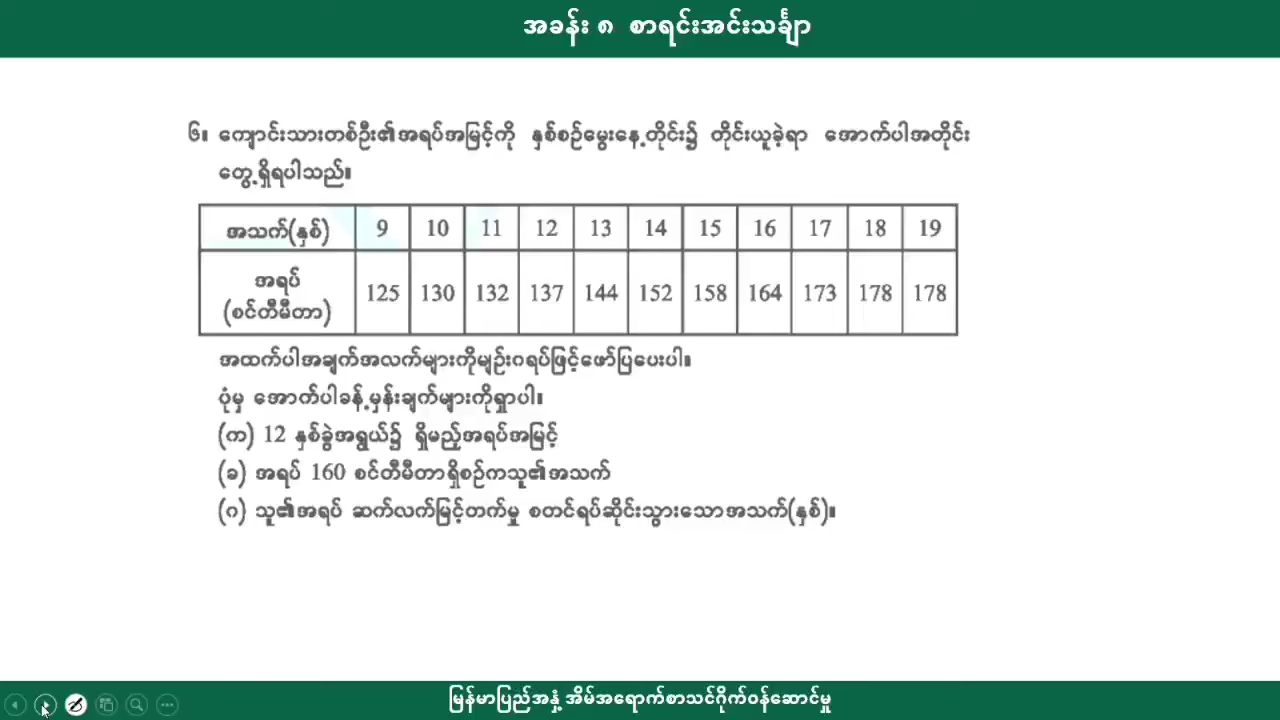 အခန်း ၈ စာရင်းအင်းသင်္ချာ
၆။ ကျောင်းသားတစ်ဦး၏အရပ်အမြင့်ကို နှစ်စဉ်မွေးနေ့တိုင်း၌ တိုင်းယူခဲ့ရာ အောက်ပါအတိုင်း
တွေ့ရှိရပါသည်။
အသက်(နှစ်) 9 10 11 12 13 14 15 16 17 18 19
အရပ်
(စင်တီမီတာ) 125 130 132 137 144 152 158 164 173 178 178
အထက်ပါအချက်အလက်များကိုမျဉ်းဂရပ်ဖြင့်ဖော်ပြပေးပါ။
ပုံမှ အောက်ပါခန့်မှန်းချက်များကိုရှာပါ။
(က) 12 နှစ်ခွဲအရွယ်၌ ရှိမည့်အရပ်အမြင့်
(ခ) အရပ် 160 စင်တီမီတာရှိစဉ်ကသူ၏အသက်
(ဂ) သူ၏အရပ် ဆက်လက်မြင့်တက်မှု စတင်ရပ်ဆိုင်းသွားသောအသက်(နှစ်)။
မြန်မာပြည်အနှံ့ အိမ်အရောက်စာသင်ဂိုက်ဝန်ဆောင်မှု